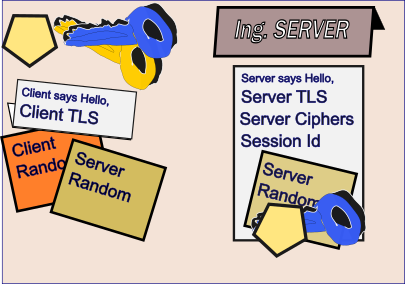 Ing. SERVER
Client says Hello,
Client TLS
Client
Random
Server
Random
Server says Hello,
Server TLS
Server Ciphers
Session Id
Server
Random